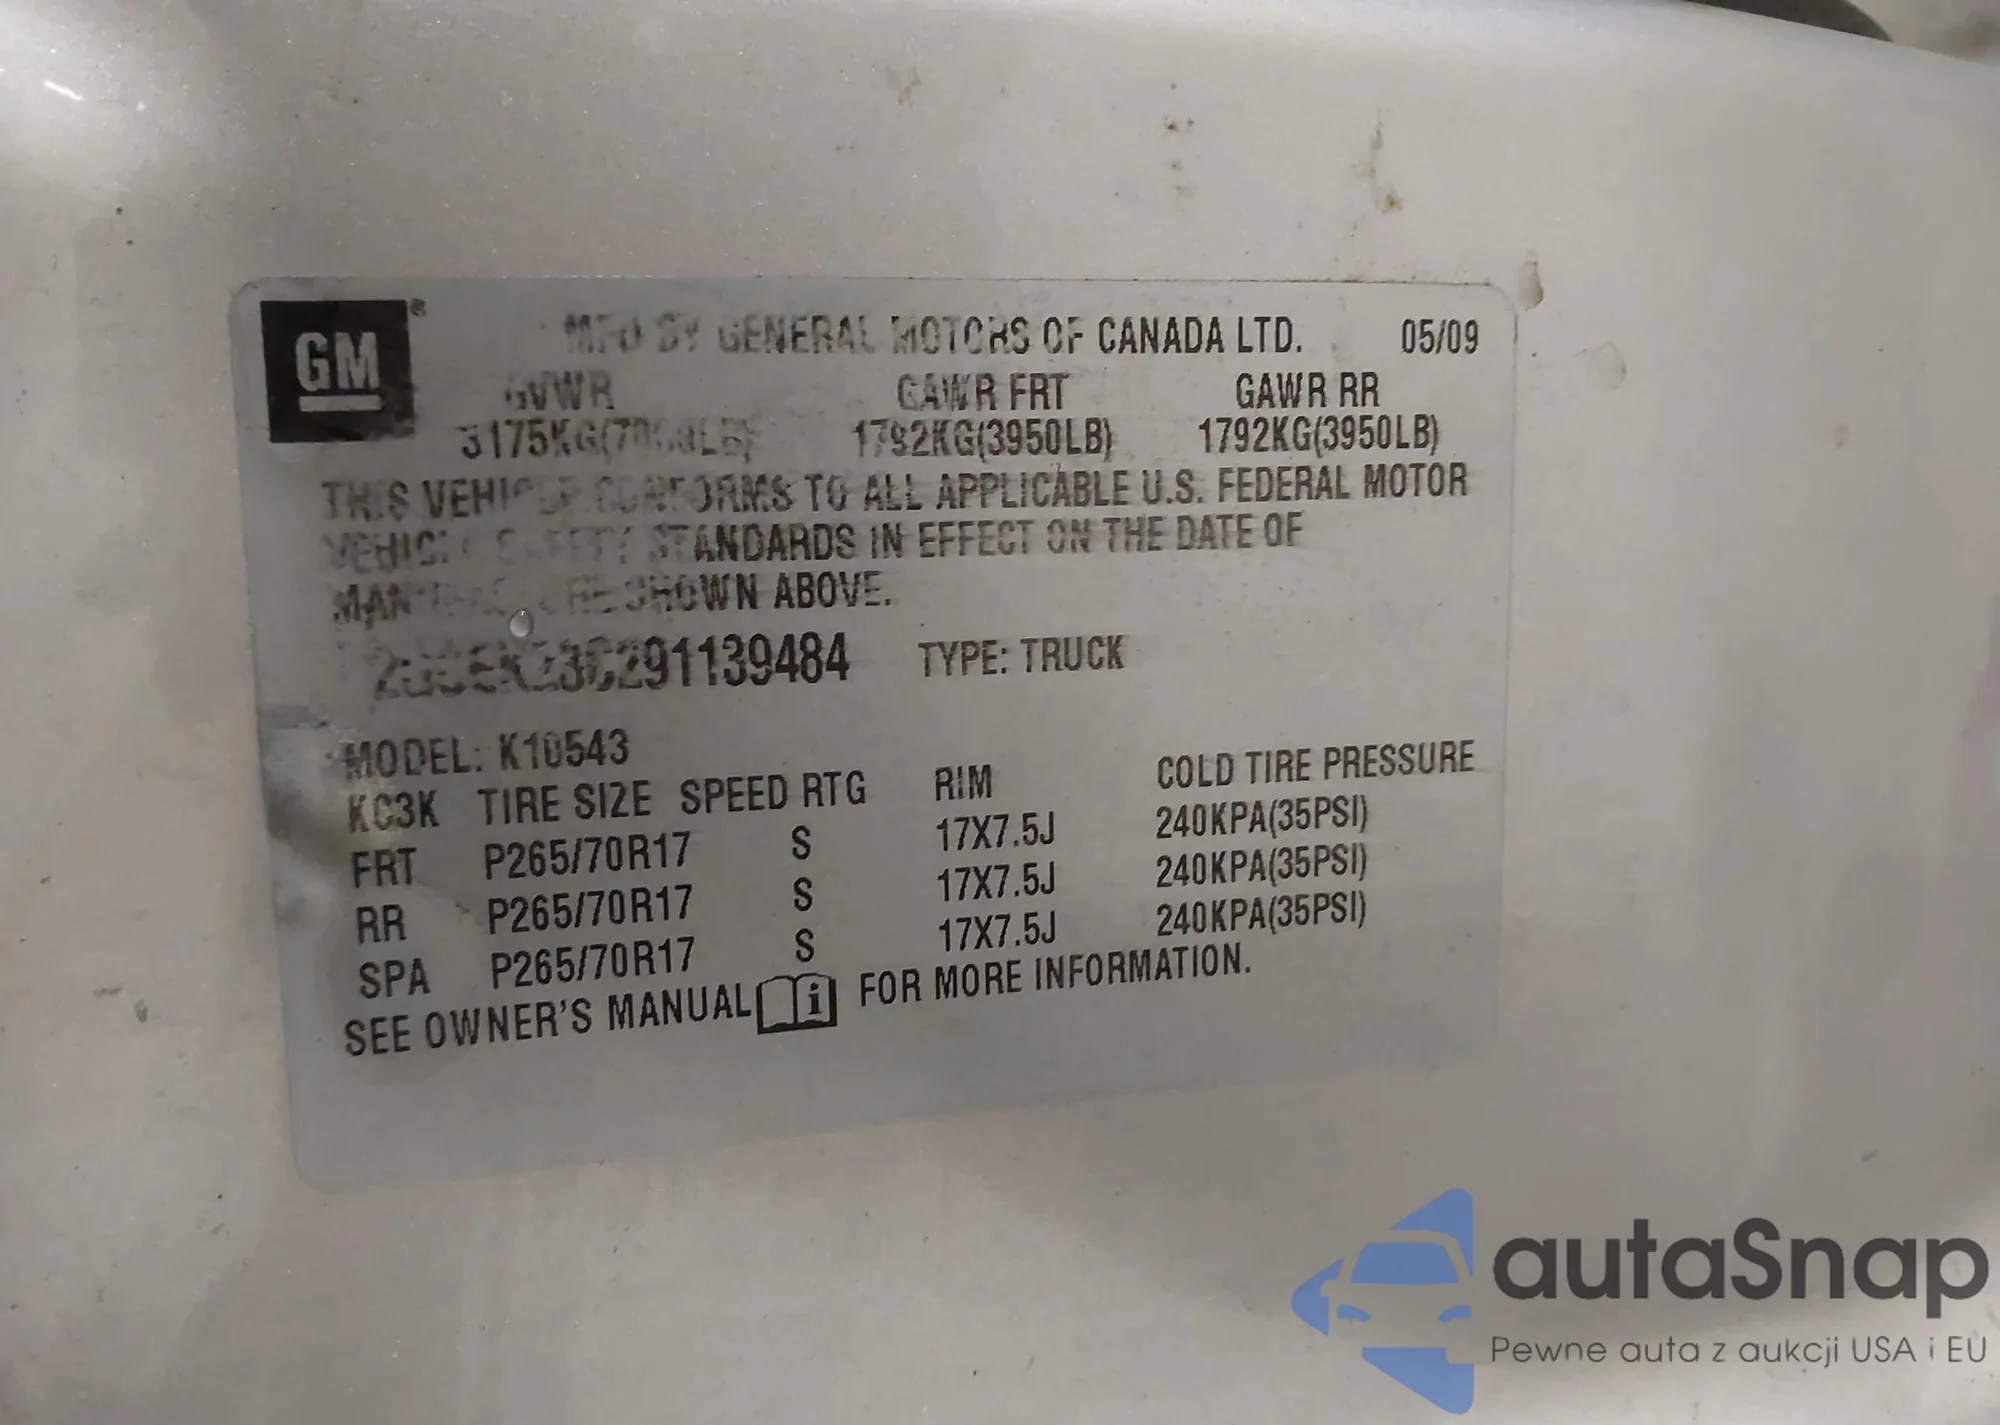 GM
®
MFD BY GENERAL MOTORS OF CANADA LTD. 05/09
GVWR GAWR FRT GAWR RR
1792KG(3950LB) 1792KG(3950LB)
THIS VEHICLE CONFORMS TO ALL APPLICABLE U.S. FEDERAL MOTOR
VEHICLE SAFETY STANDARDS IN EFFECT ON THE DATE OF
MANUFACTURE SHOWN ABOVE.
TYPE: TRUCK
MODEL: K10543
KC3K TIRE SIZE SPEED RTG RIM COLD TIRE PRESSURE
FRT P265/70R17 S 17X7.5J 240KPA(35PSI)
RR P265/70R17 S 17X7.5J 240KPA(35PSI)
SPA P265/70R17 S 17X7.5J 240KPA(35PSI)
SEE OWNER'S MANUAL i FOR MORE INFORMATION.
autaSnap
Pewne auta z aukcji USA i EU